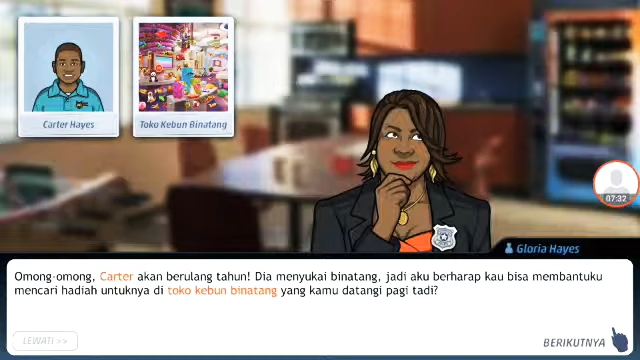 Carter Hayes
Toko Kebun Binatang
07:32
Gloria Hayes
Omong-omong, Carter akan berulang tahun! Dia menyukai binatang, jadi aku berharap kau bisa membantuku
mencari hadiah untuknya di toko kebun binatang yang kamu datangi pagi tadi?
LEWATI >>
BERIKUTNYA